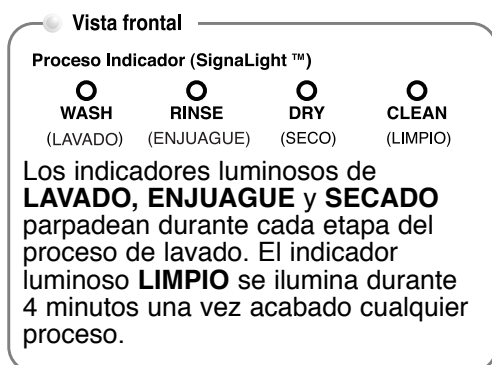 Vista frontal
Proceso Indicador (SignaLight ™)
WASH RINSE DRY CLEAN
(LAVADO) (ENJUAGUE) (SECO) (LIMPIO)
Los indicadores luminosos de
LAVADO, ENJUAGUE y SECADO
parpadean durante cada etapa del
proceso de lavado. El indicador
luminoso LIMPIO se ilumina durante
4 minutos una vez acabado cualquier
proceso.